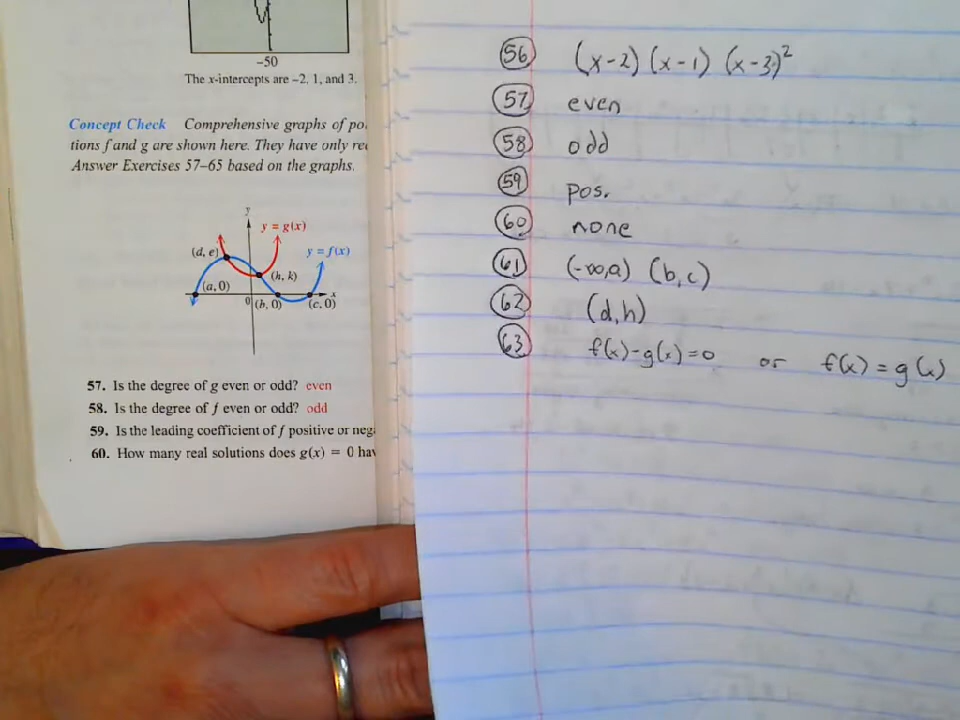 -50
The x-intercepts are -2, 1, and 3.
Concept Check Comprehensive graphs of po
tions f and g are shown here. They have only re
Answer Exercises 57–65 based on the graphs.
y
y = g(x)
(d, e)
y = f(x)
(h, k)
(a, 0)
x
0
(b, 0)
(c, 0)
57. Is the degree of g even or odd? even
58. Is the degree of f even or odd? odd
59. Is the leading coefficient of f positive or neg
60. How many real solutions does g(x) = 0 hav
56 (x-2) (x-1) (x-3)²
57 even
58 odd
59 pos.
60 none
61 (-∞,a) (b,c)
62 (d,h)
63 f(x)-g(x)=0 or f(x) = g(x)